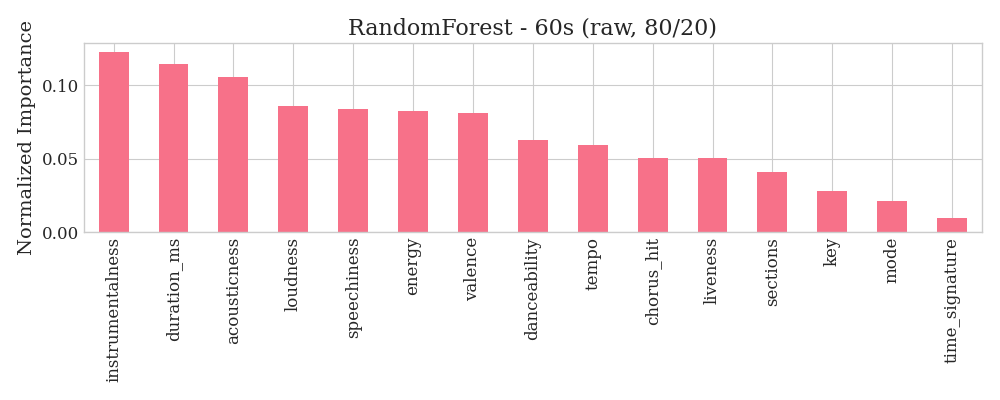 RandomForest - 60s (raw, 80/20)
Normalized Importance
0.10
0.05
0.00
instrumentalness
duration_ms
acousticness
loudness
speechiness
energy
valence
danceability
tempo
chorus_hit
liveness
sections
key
mode
time_signature